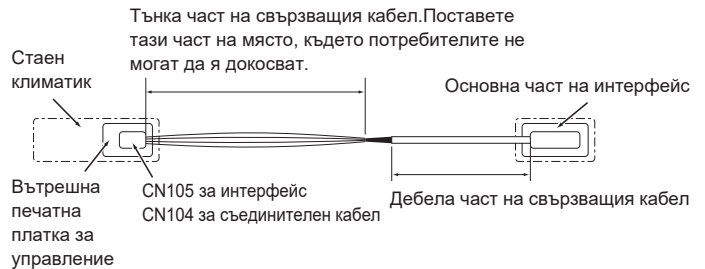 Тънка част на свързващия кабел.Поставете
тази част на място, където потребителите не
могат да я докосват.
Стаен
климатик
Основна част на интерфейс
Вътрешна
печатна
платка за
управление
CN105 за интерфейс
CN104 за съединителен кабел
Дебела част на свързващия кабел